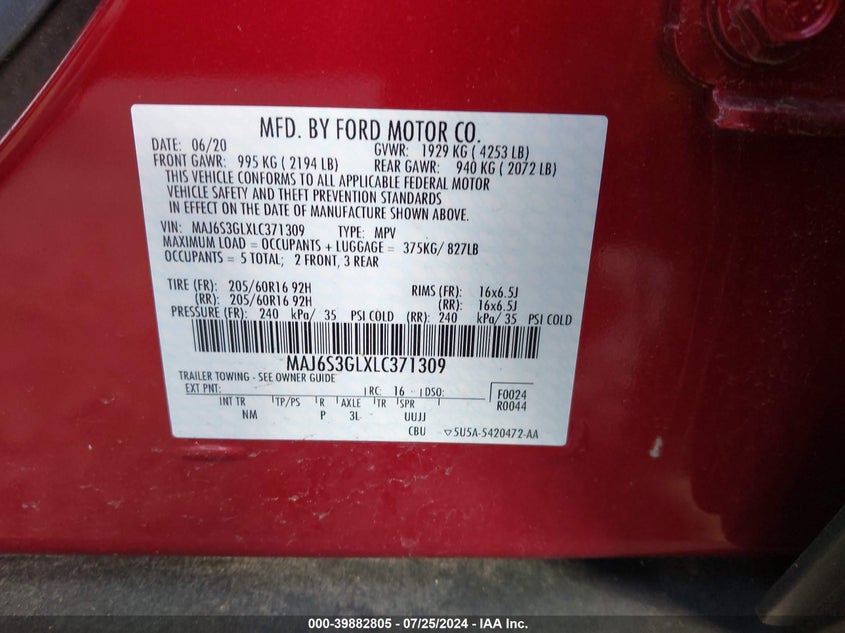 MFD. BY FORD MOTOR CO.
DATE: 06/20 GVWR: 1929 KG ( 4253 LB)
FRONT GAWR: 995 KG ( 2194 LB) REAR GAWR: 940 KG ( 2072 LB)
THIS VEHICLE CONFORMS TO ALL APPLICABLE FEDERAL MOTOR
VEHICLE SAFETY AND THEFT PREVENTION STANDARDS
IN EFFECT ON THE DATE OF MANUFACTURE SHOWN ABOVE.
VIN: MAJ6S3GLXLC371309 TYPE: MPV
MAXIMUM LOAD = OCCUPANTS + LUGGAGE = 375KG/ 827LB
OCCUPANTS = 5 TOTAL; 2 FRONT, 3 REAR
TIRE (FR): 205/60R16 92H RIMS (FR): 16x6.5J
(RR): 205/60R16 92H (RR): 16x6.5J
PRESSURE (FR): 240 kPa/ 35 PSI COLD (RR): 240 kPa/ 35 PSI COLD
MAJ6S3GLXLC371309
TRAILER TOWING - SEE OWNER GUIDE
EXT PNT: RC: 16 DSO: F0024
R0044
INT TR TP/PS R AXLE TR SPR
NM P 3L UUJJ
CBU 5U5A-5420472-AA
000-39882805 - 07/25/2024 - IAA Inc.